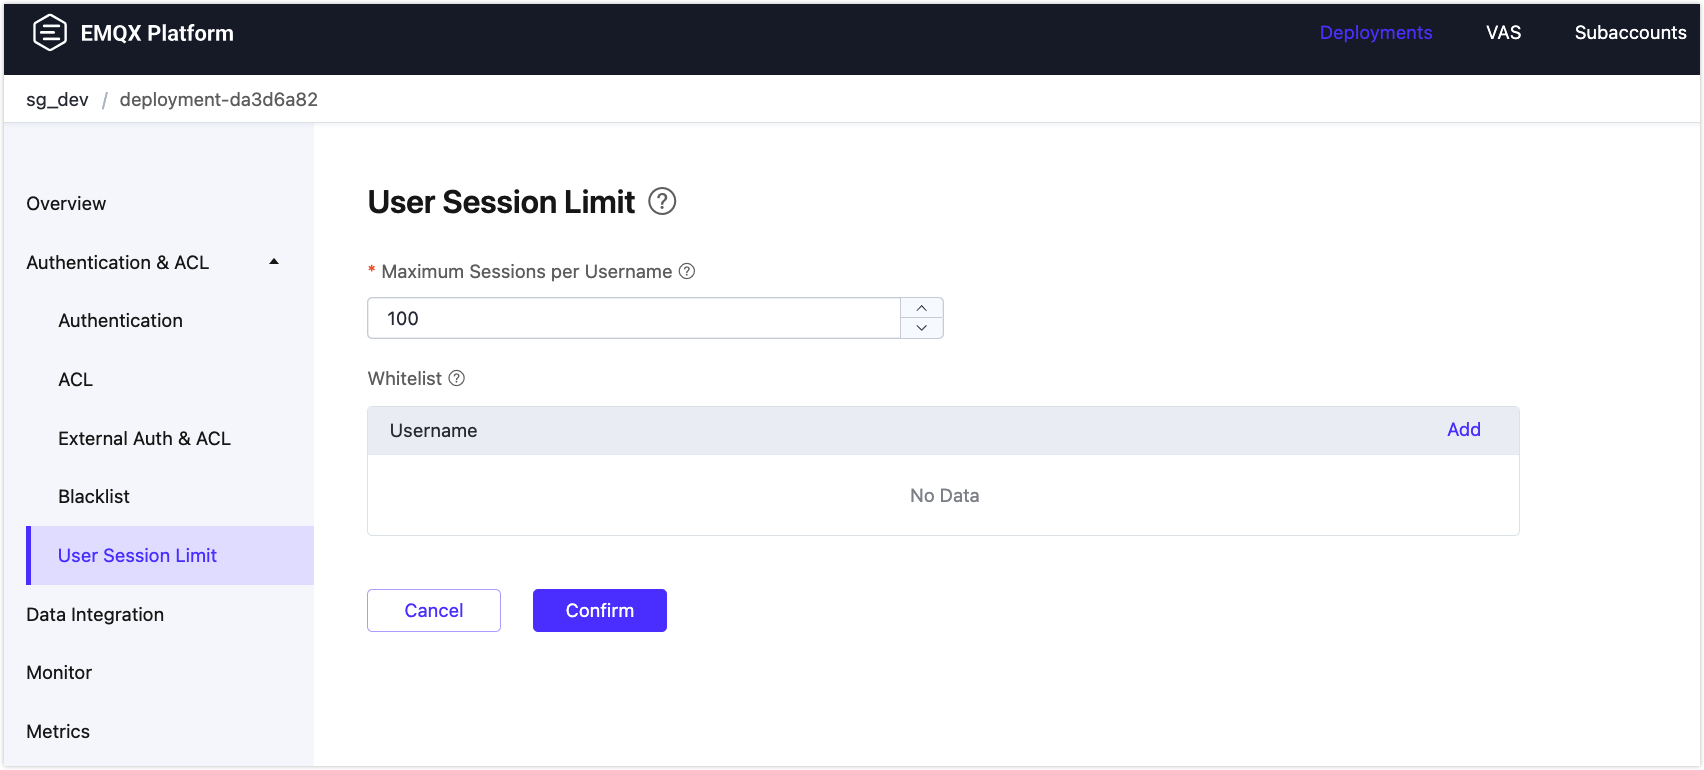 EMQX Platform
Deployments
VAS
Subaccounts
sg_dev / deployment-da3d6a82
Overview
Authentication & ACL
Authentication
ACL
External Auth & ACL
Blacklist
User Session Limit
Data Integration
Monitor
Metrics
User Session Limit ?
* Maximum Sessions per Username ?
100
Whitelist ?
Username
Add
No Data
Cancel
Confirm